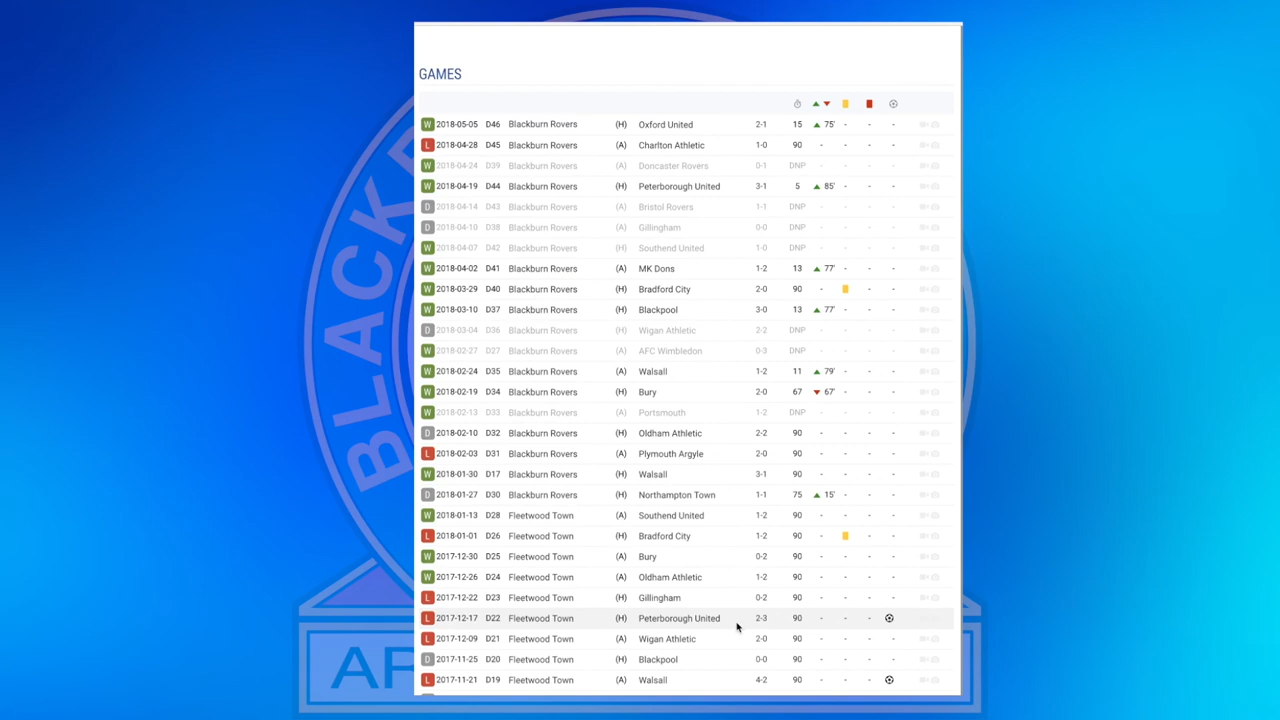 GAMES
W 2018-05-05 D46 Blackburn Rovers (H) Oxford United 2-1 15 ▲ 75' - - -
L 2018-04-28 D45 Blackburn Rovers (A) Charlton Athletic 1-0 90 - - - -
W 2018-04-24 D39 Blackburn Rovers (A) Doncaster Rovers 0-1 DNP - - - -
W 2018-04-19 D44 Blackburn Rovers (H) Peterborough United 3-1 5 ▲ 85' - - -
D 2018-04-14 D43 Blackburn Rovers (A) Bristol Rovers 1-1 DNP - - - -
D 2018-04-10 D38 Blackburn Rovers (A) Gillingham 0-0 DNP - - - -
W 2018-04-07 D42 Blackburn Rovers (H) Southend United 1-0 DNP - - - -
W 2018-04-02 D41 Blackburn Rovers (A) MK Dons 1-2 13 ▲ 77' - - -
W 2018-03-29 D40 Blackburn Rovers (H) Bradford City 2-0 90 - - -
W 2018-03-10 D37 Blackburn Rovers (H) Blackpool 3-0 13 ▲ 77' - - -
D 2018-03-04 D36 Blackburn Rovers (H) Wigan Athletic 2-2 DNP - - - -
W 2018-02-27 D27 Blackburn Rovers (A) AFC Wimbledon 0-3 DNP - - - -
W 2018-02-24 D35 Blackburn Rovers (A) Walsall 1-2 11 ▲ 79' - - -
W 2018-02-19 D34 Blackburn Rovers (H) Bury 2-0 67 ▼ 67' - - -
W 2018-02-13 D33 Blackburn Rovers (A) Portsmouth 1-2 DNP - - - -
D 2018-02-10 D32 Blackburn Rovers (H) Oldham Athletic 2-2 90 - - - -
L 2018-02-03 D31 Blackburn Rovers (A) Plymouth Argyle 2-0 90 - - - -
W 2018-01-30 D17 Blackburn Rovers (H) Walsall 3-1 90 - - - -
D 2018-01-27 D30 Blackburn Rovers (H) Northampton Town 1-1 75 ▲ 15' - - -
W 2018-01-13 D28 Fleetwood Town (A) Southend United 1-2 90 - - - -
L 2018-01-01 D26 Fleetwood Town (H) Bradford City 1-2 90 - - -
W 2017-12-30 D25 Fleetwood Town (A) Bury 0-2 90 - - - -
W 2017-12-26 D24 Fleetwood Town (A) Oldham Athletic 1-2 90 - - - -
L 2017-12-22 D23 Fleetwood Town (H) Gillingham 0-2 90 - - - -
L 2017-12-17 D22 Fleetwood Town (H) Peterborough United 2-3 90 - - -
L 2017-12-09 D21 Fleetwood Town (A) Wigan Athletic 2-0 90 - - - -
D 2017-11-25 D20 Fleetwood Town (H) Blackpool 0-0 90 - - - -
L 2017-11-21 D19 Fleetwood Town (A) Walsall 4-2 90 - - -
BLACK
AR